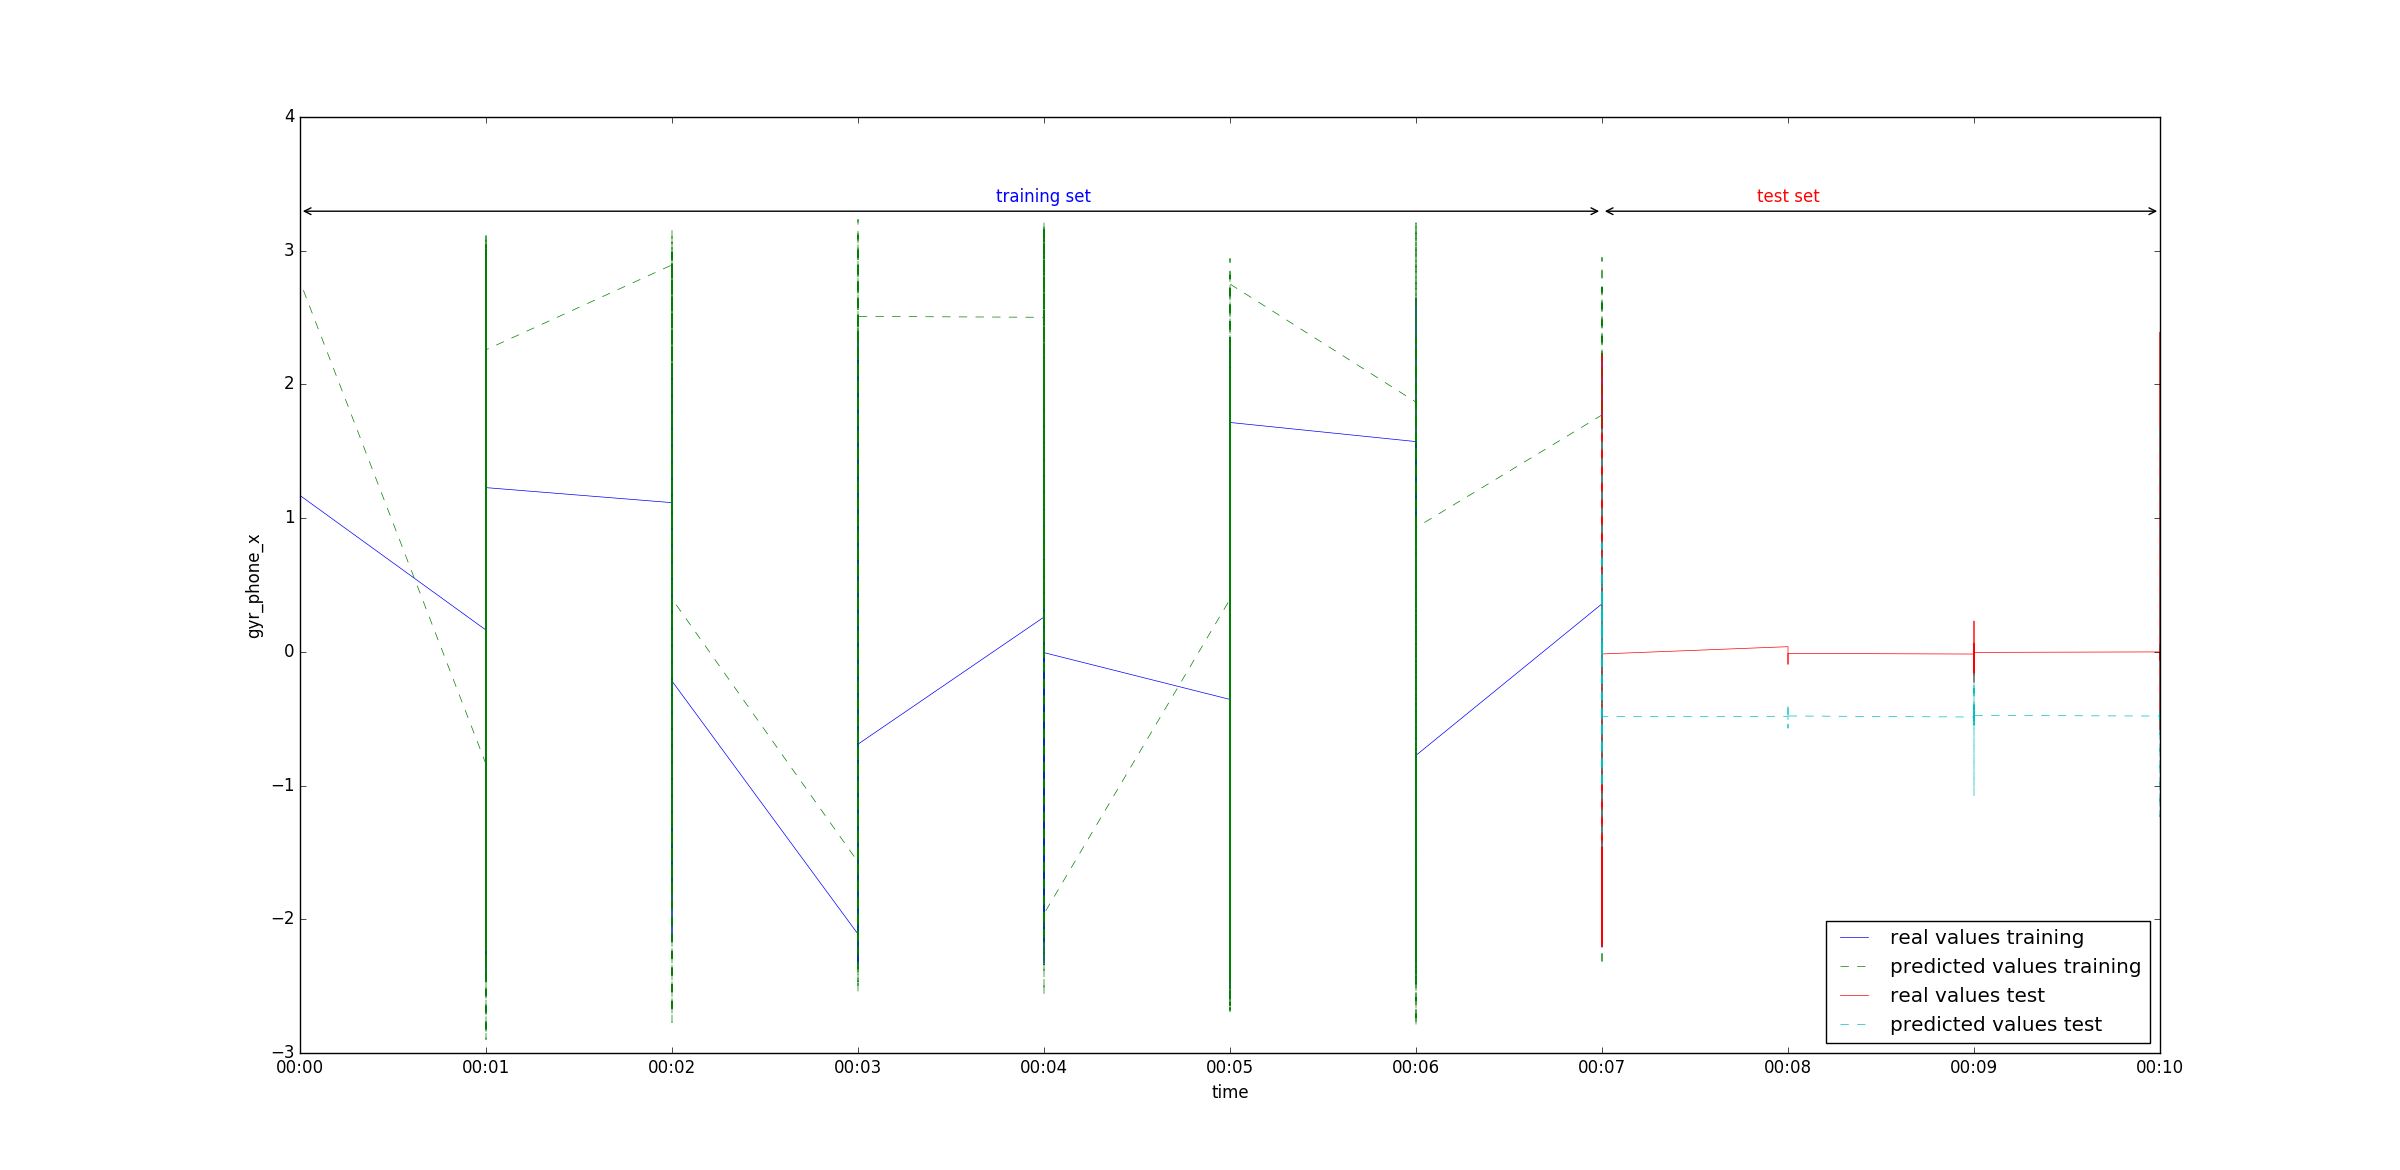 4
training set
test set
3
2
1
gyr_phone_x
0
−1
−2
real values training
predicted values training
real values test
predicted values test
−3
00:00 00:01 00:02 00:03 00:04 00:05 00:06 00:07 00:08 00:09 00:10
time